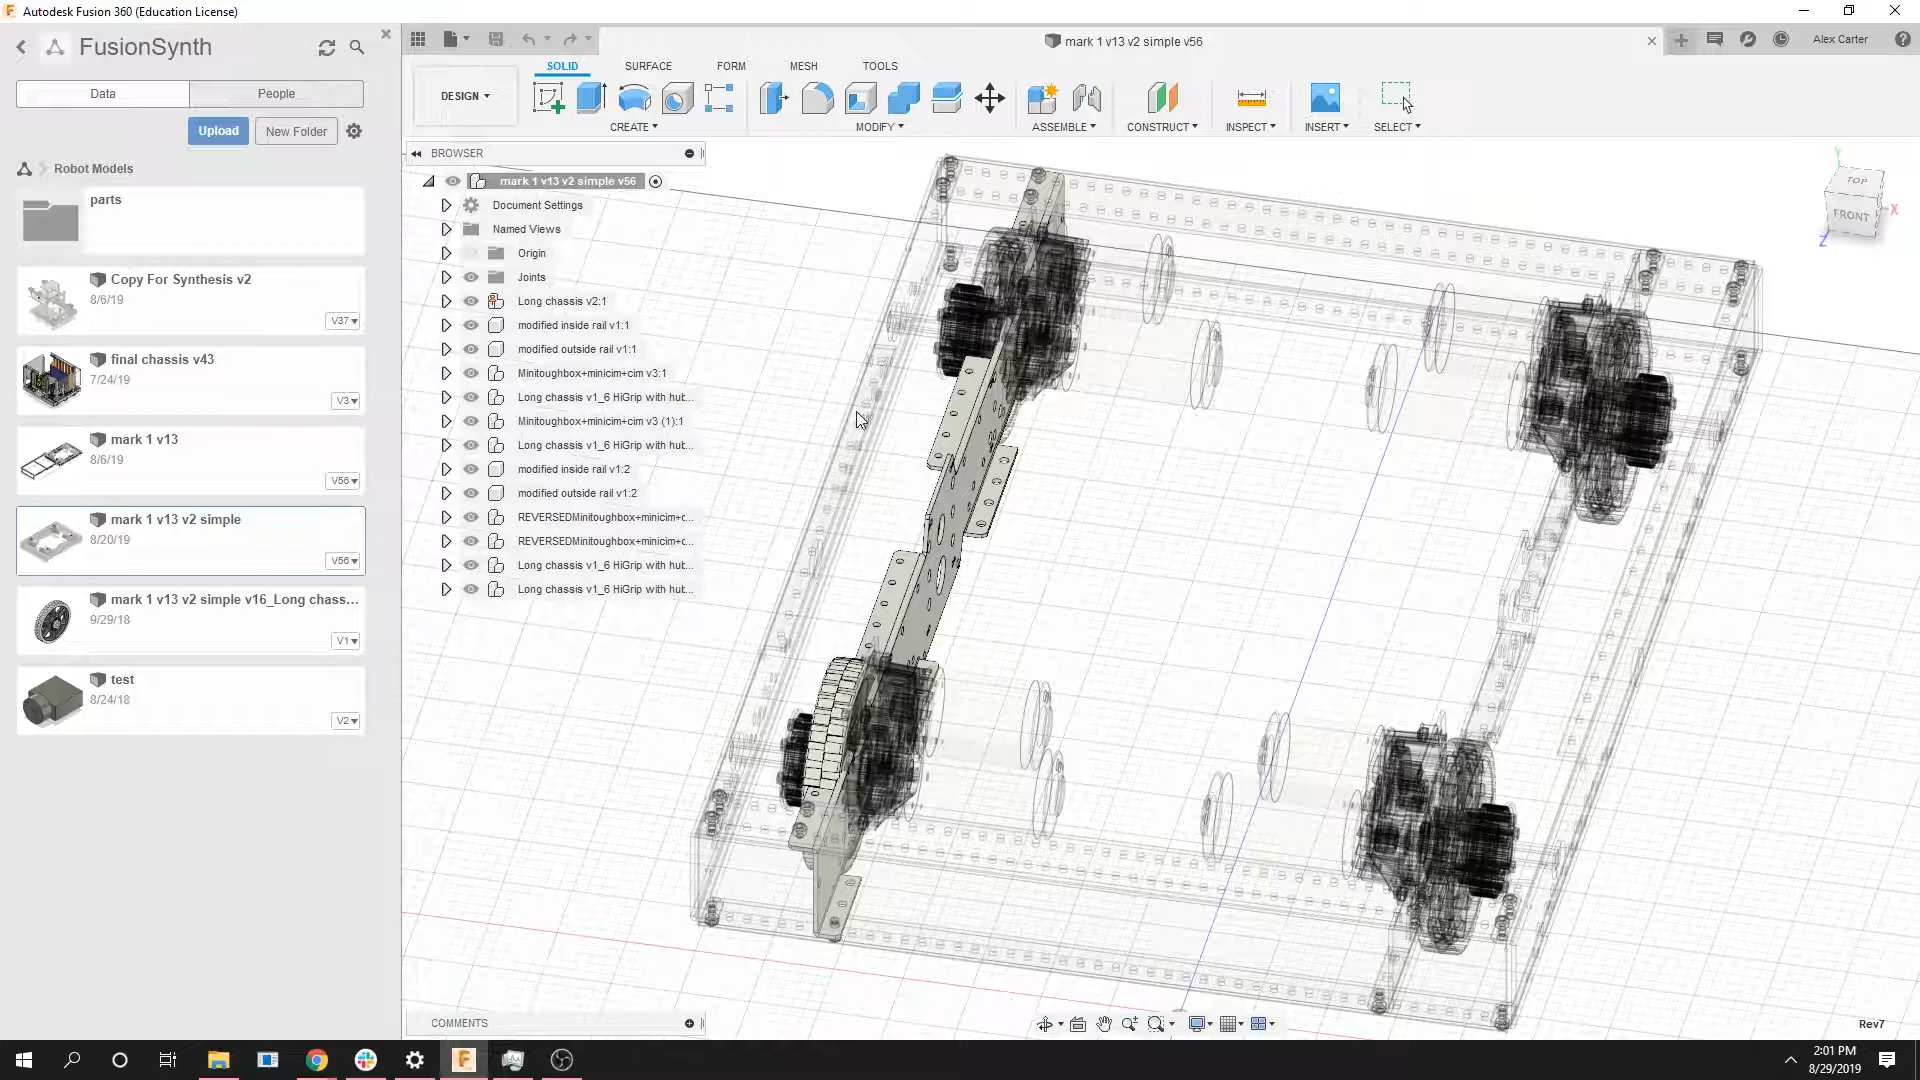 Autodesk Fusion 360 (Education License)
FusionSynth
Data
People
Upload
New Folder
Robot Models
parts
Copy For Synthesis v2
8/6/19
V37
final chassis v43
7/24/19
V3
mark 1 v13
8/6/19
V56
mark 1 v13 v2 simple
8/20/19
V56
mark 1 v13 v2 simple v16_Long chass...
9/29/18
V1
test
8/24/18
V2
mark 1 v13 v2 simple v56
Alex Carter
SOLID
SURFACE
FORM
MESH
TOOLS
DESIGN
CREATE
MODIFY
ASSEMBLE
CONSTRUCT
INSPECT
INSERT
SELECT
BROWSER
mark 1 v13 v2 simple v56
Document Settings
Named Views
Origin
Joints
Long chassis v2:1
modified inside rail v1:1
modified outside rail v1:1
Minitoughbox+minicim+cim v3:1
Long chassis v1_6 HiGrip with hut...
Minitoughbox+minicim+cim v3 (1):1
Long chassis v1_6 HiGrip with hut...
modified inside rail v1:2
modified outside rail v1:2
REVERSEDMinitoughbox+minicim+c...
REVERSEDMinitoughbox+minicim+c...
Long chassis v1_6 HiGrip with hut...
Long chassis v1_6 HiGrip with hut...
Y
TOP
FRONT
X
Z
COMMENTS
Rev7
2:01 PM
8/29/2019